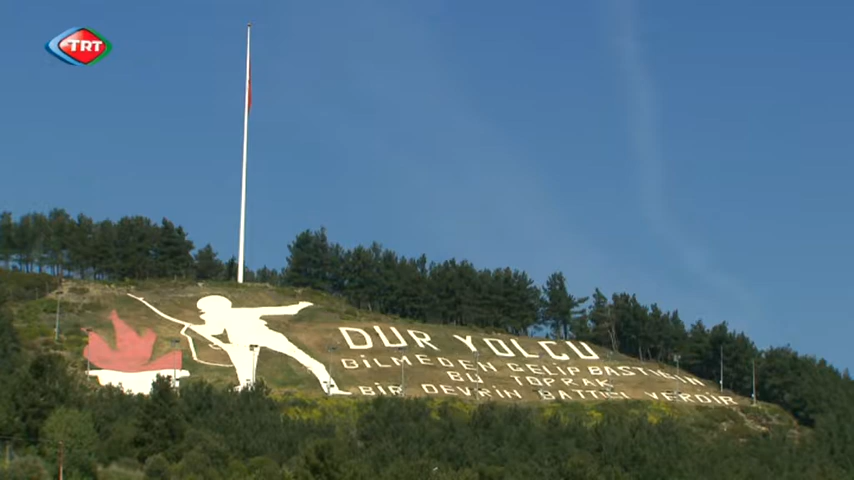 TRT
DUR YOLCU
BİLMEDEN GELİP BASTIĞIN
BU TOPRAK
BİR DEVRİN BATTIĞI YERDİR